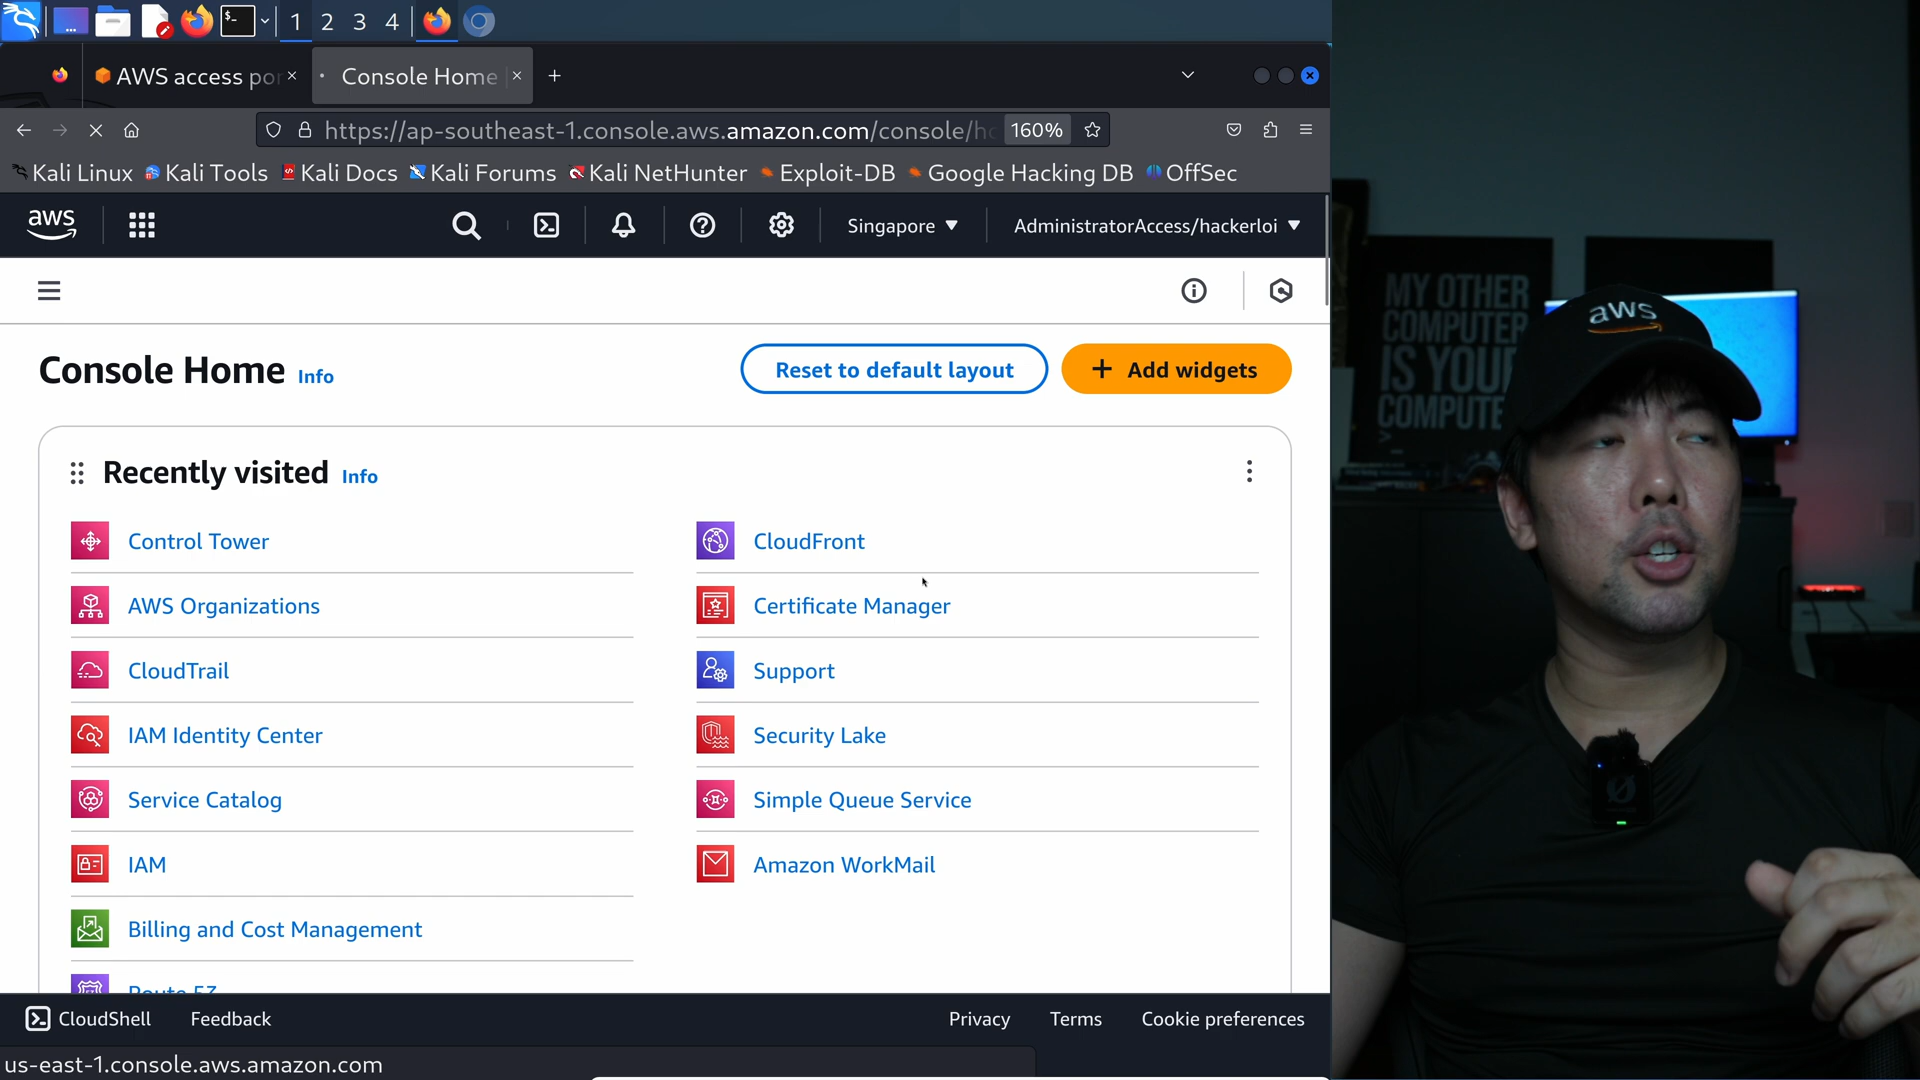 1 2 3 4
AWS access po
Console Home
https://ap-southeast-1.console.aws.amazon.com/console/h
160%
Kali Linux
Kali Tools
Kali Docs
Kali Forums
Kali NetHunter
Exploit-DB
Google Hacking DB
OffSec
aws
Singapore
AdministratorAccess/hackerloi
Console Home Info
Reset to default layout
+ Add widgets
Recently visited Info
Control Tower
AWS Organizations
CloudTrail
IAM Identity Center
Service Catalog
IAM
Billing and Cost Management
Route 53
CloudFront
Certificate Manager
Support
Security Lake
Simple Queue Service
Amazon WorkMail
CloudShell
Feedback
Privacy
Terms
Cookie preferences
us-east-1.console.aws.amazon.com
MY OTHER
COMPUTER
IS YOUR
COMPUTE
aws